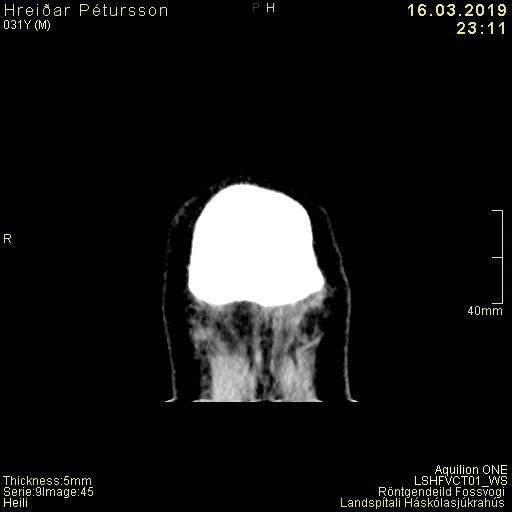 Hreiðar Pétursson
031Y (M)
P H
16.03.2019
23:11
R
40mm
Thickness:5mm
Serie:9Image:45
Heili
Aquilion ONE
LSHFVCT01_WS
Röntgendeild Fossvogi
Landspítali Háskólasjúkrahús